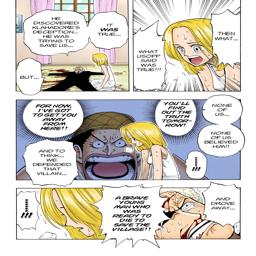 THEN
WHAT...
WHAT
USOPP
SAID
WAS
TRUE!!!
IT
WAS
TRUE...
HE
DISCOVERED
KLAHADORE'S
DECEPTION...
HE WAS
TRYING TO
SAVE US...
BUT...
NONE
OF
US...
NONE
OF US
BELIEVED
HIM!!
YOU'LL
FIND
OUT THE
TRUTH
TOMOR-
ROW!
FOR NOW,
I'VE GOT
TO GET YOU
AWAY
FROM
HERE!!
AND TO
THINK...
WE
DEFENDED
THAT
VILLAIN...
AND
DROVE
AWAY...
A BRAVE
YOUNG
MAN WHO
WAS
READY TO
DIE TO
SAVE THE
VILLAGE!!
!!!
!!!